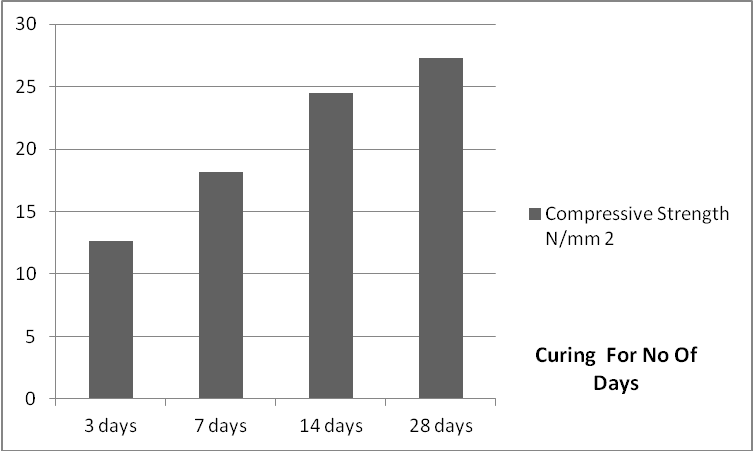 30
25
20
15
10
5
0
3 days
7 days
14 days
28 days
Compressive Strength
N/mm 2
Curing  For No Of
Days